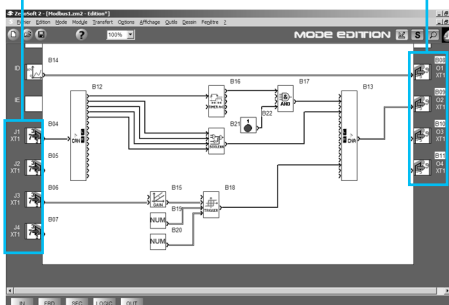 ZelioSoft 2 - [Modbus1.zm2 - Edition*]
Fichier Edition Mode Module Transfert Options Affichage Outils Dessin Fenêtre ?
? 100% MODE EDITION S
ID B14 B08 O1 XT1
B12 B16 B17 B13
IE B09 O2 XT1
AND
B22
B21
J1 XT1 B04 B10 O3 XT1
BOOLEAN
J2 XT1 B05 B11 O4 XT1
J3 XT1 B06 B15 B18
GAIN B19 TRIGGER
J4 XT1 B07 NUM
B20
NUM
IN FBD SFC LOGIC OUT